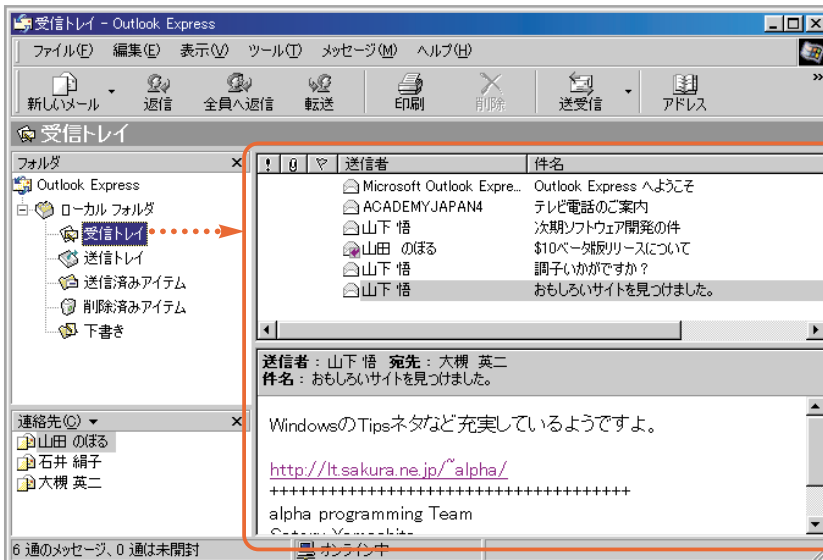 受信トレイ - Outlook Express
ファイル(F) 編集(E) 表示(V) ツール(T) メッセージ(M) ヘルプ(H)
新しいメール 返信 全員へ返信 転送 印刷 削除 送受信 アドレス »
受信トレイ
フォルダ ×
Outlook Express
ローカル フォルダ
受信トレイ
送信トレイ
送信済みアイテム
削除済みアイテム
下書き
連絡先(C) ×
山田 のぼる
石井 絹子
大槻 英二
! 送信者 件名
Microsoft Outlook Expre... Outlook Express へようこそ
ACADEMYJAPAN4 テレビ電話のご案内
山下 悟 次期ソフトウェア開発の件
山田 のぼる $10ベータ版リリースについて
山下 悟 調子いかがですか？
山下 悟 おもしろいサイトを見つけました。
送信者：山下 悟 宛先：大槻 英二
件名：おもしろいサイトを見つけました。
WindowsのTipsネタなど充実しているようですよ。
http://lt.sakura.ne.jp/~alpha/
+++++++++++++++++++++++++++++++++++++
alpha programming Team
6 通のメッセージ、0 通は未開封 オンライン中